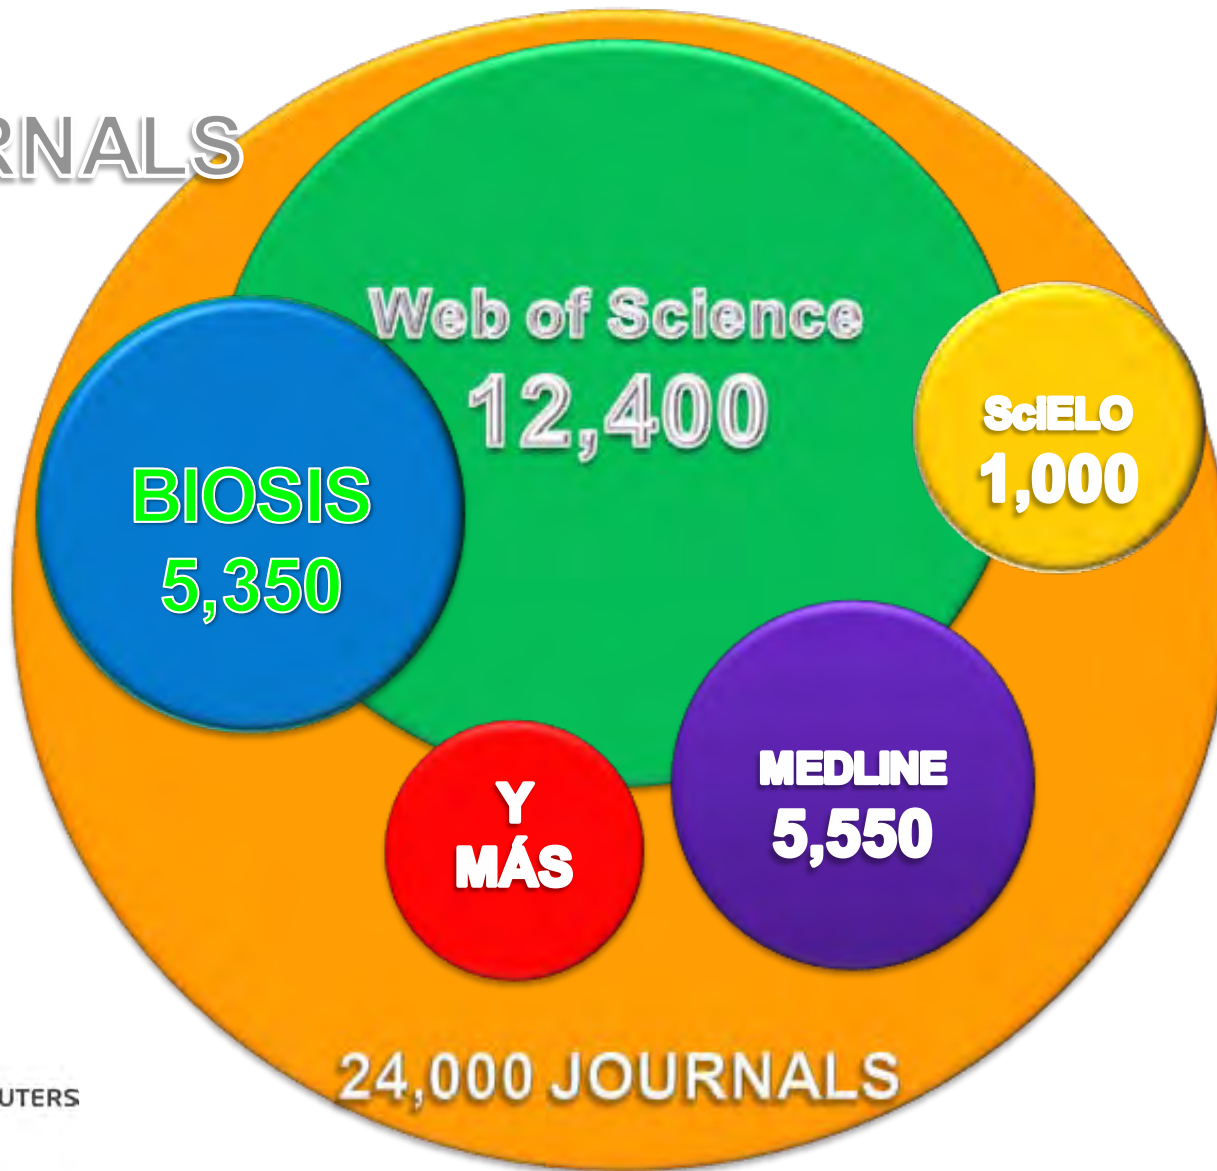 RNALS
Web of Science
12,400
SciELO
1,000
BIOSIS
5,350
MEDLINE
5,550
Y
MÁS
24,000 JOURNALS
UTERS